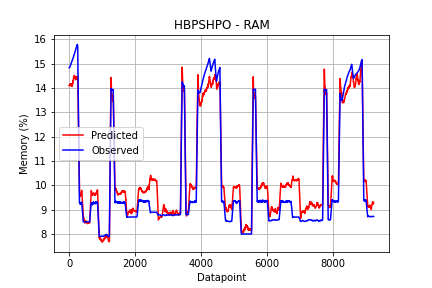 HBPSHPO - RAM
16
15
14
13
12
11
10
9
8
Memory (%)
Predicted
Observed
0
2000
4000
6000
8000
Datapoint